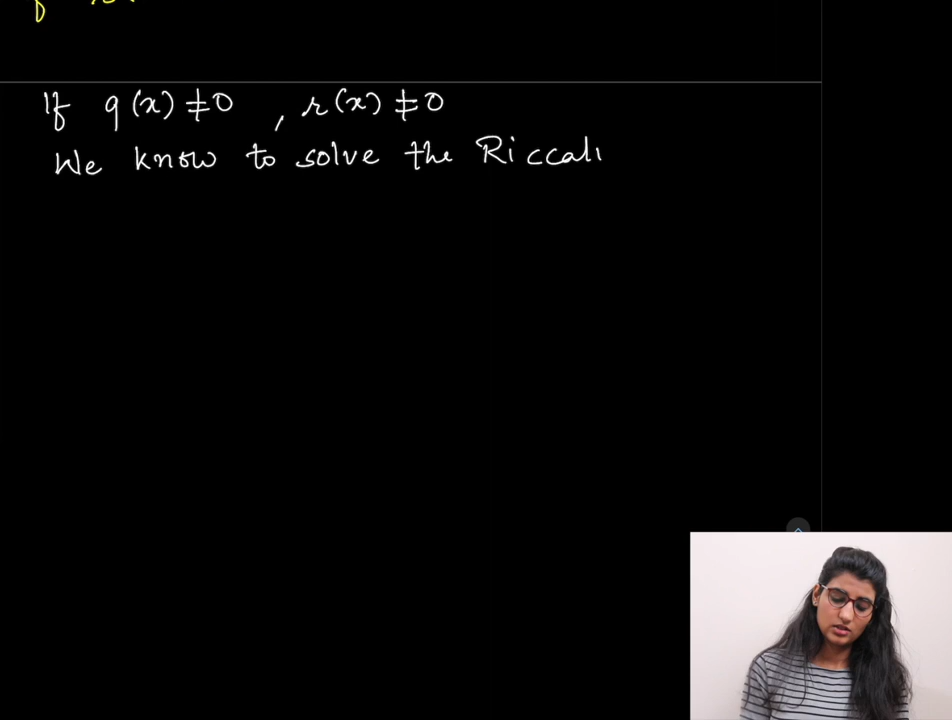 If q(x) ≠ 0 , r(x) ≠ 0
We know to solve the Riccati